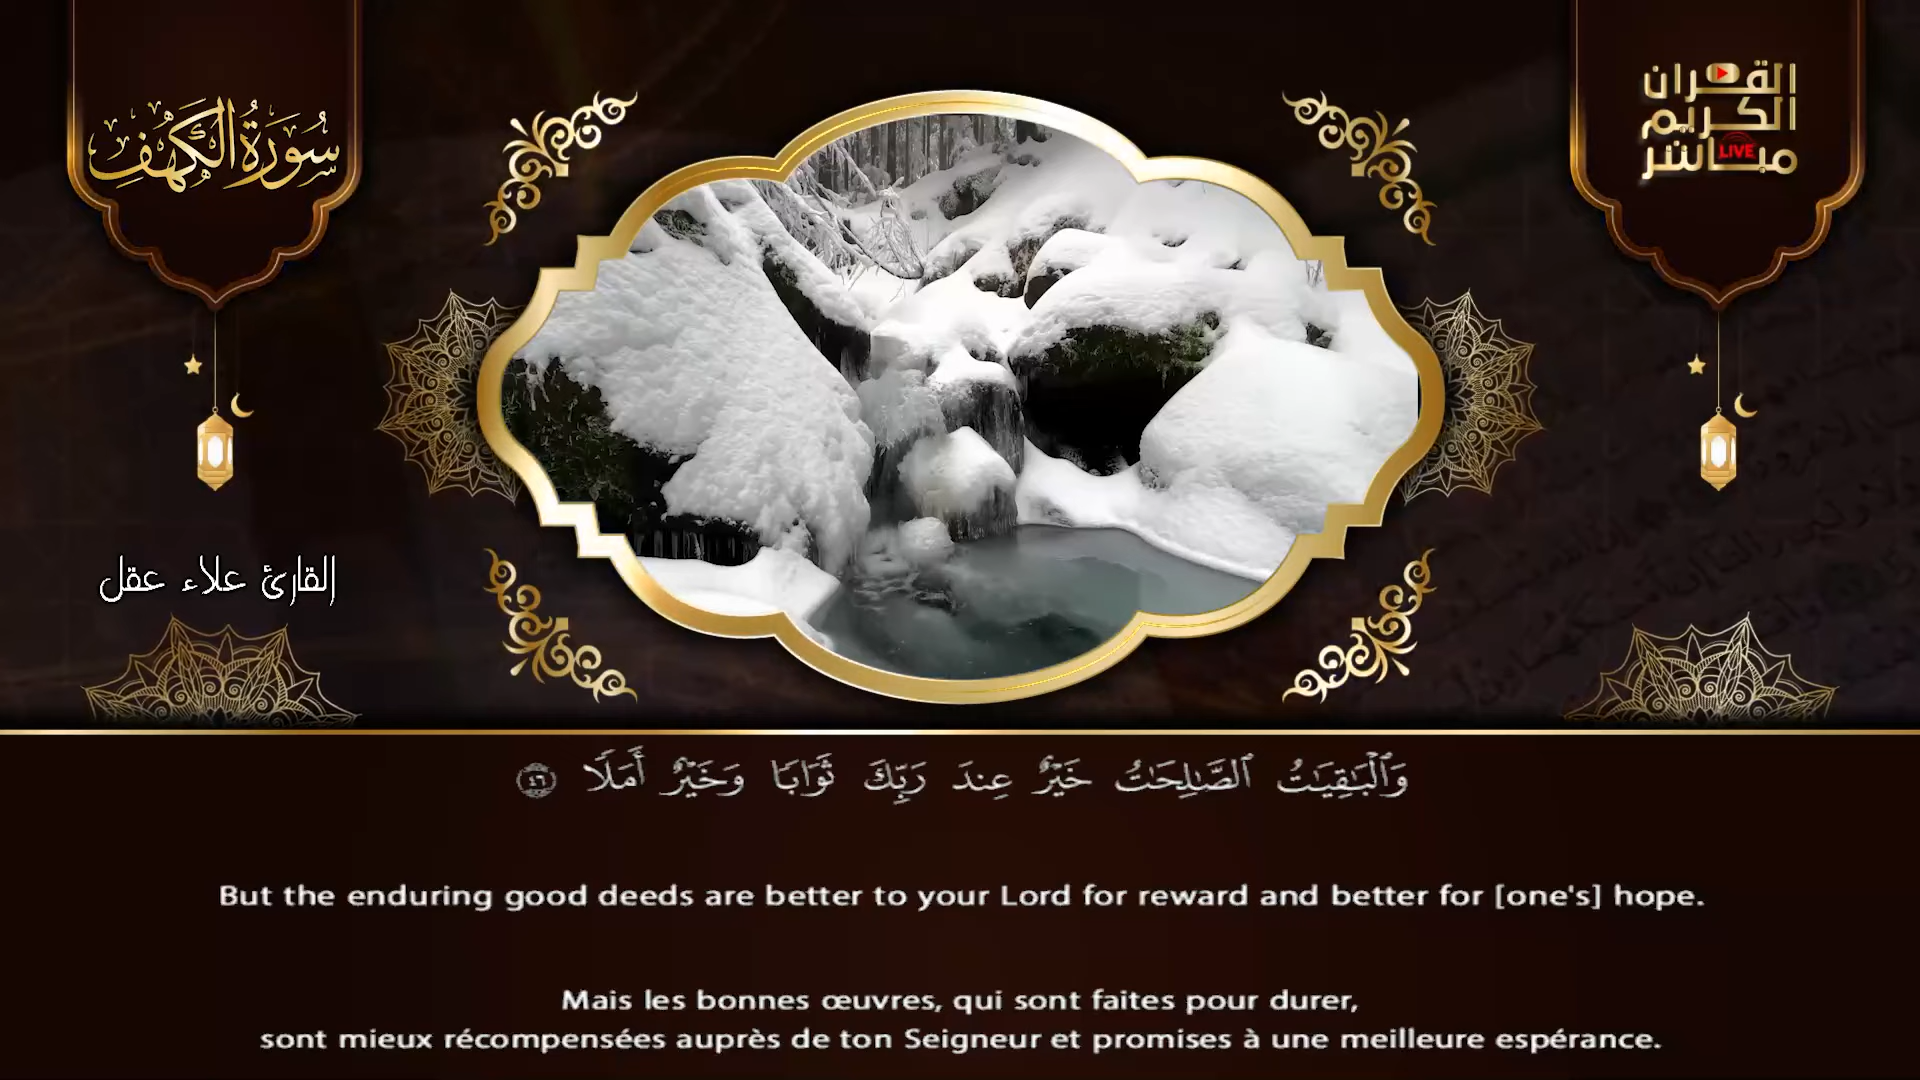 سُورَةُ الكَهْفِ
القرآن
الكريم
مباشر
LIVE
القارئ علاء عقل
وَٱلْبَـٰقِيَـٰتُ ٱلصَّـٰلِحَـٰتُ خَيْرٌ عِندَ رَبِّكَ ثَوَابًا وَخَيْرٌ أَمَلًا ٤٦
But the enduring good deeds are better to your Lord for reward and better for [one's] hope.
Mais les bonnes œuvres, qui sont faites pour durer,
sont mieux récompensées auprès de ton Seigneur et promises à une meilleure espérance.